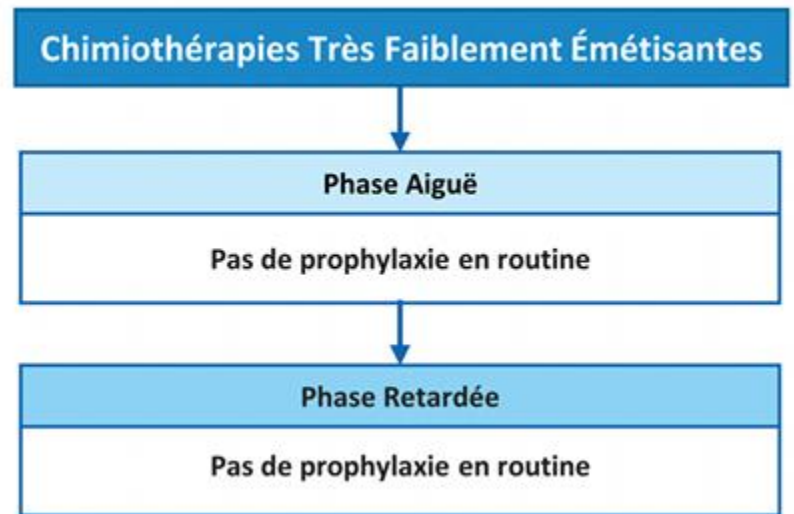 Chimiothérapies Très Faiblement Émétisantes
Phase Aiguë
Pas de prophylaxie en routine
Phase Retardée
Pas de prophylaxie en routine